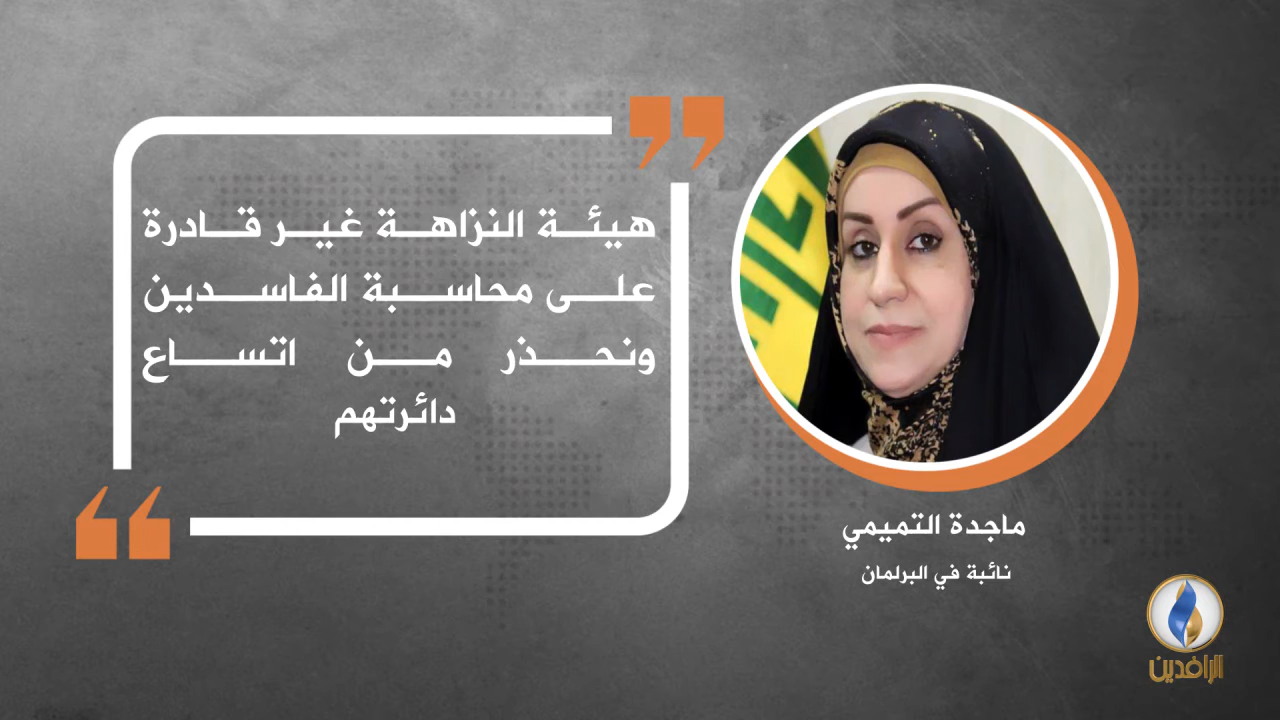 هيئة النزاهة غير قادرة
على محاسبة الفاسدين
ونحذر من اتساع
دائرتهم
ماجدة التميمي
نائبة في البرلمان
الرافدين